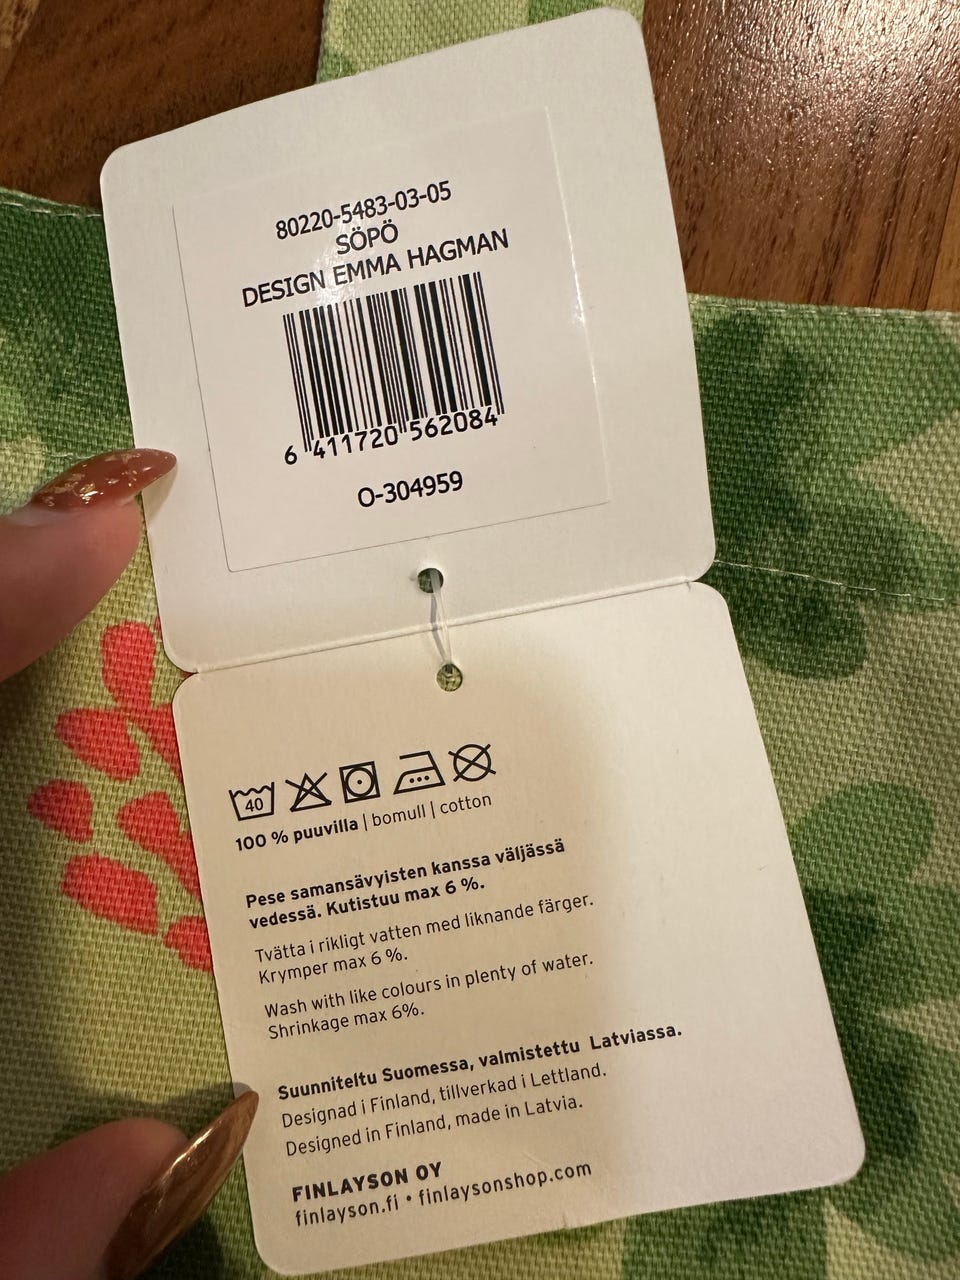 80220-5483-03-05
SÖPÖ
DESIGN EMMA HAGMAN
6 411720 562084
O-304959
40
100 % puuvilla | bomull | cotton
Pese samansävyisten kanssa väljässä
vedessä. Kutistuu max 6 %.
Tvätta i rikligt vatten med liknande färger.
Krymper max 6 %.
Wash with like colours in plenty of water.
Shrinkage max 6%.
Suunniteltu Suomessa, valmistettu Latviassa.
Designad i Finland, tillverkad i Lettland.
Designed in Finland, made in Latvia.
FINLAYSON OY
finlayson.fi • finlaysonshop.com